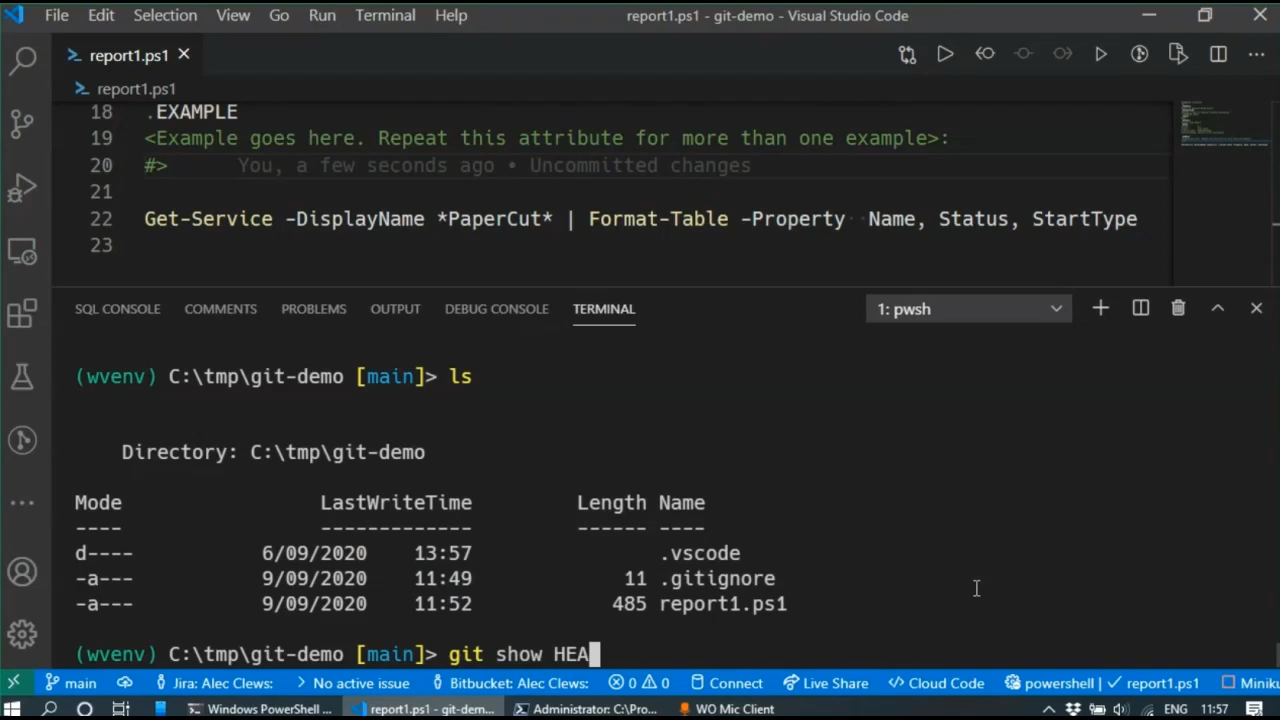 File Edit Selection View Go Run Terminal Help report1.ps1 - git-demo - Visual Studio Code
report1.ps1
report1.ps1
18 .EXAMPLE
19 <Example goes here. Repeat this attribute for more than one example>:
20 #> You, a few seconds ago • Uncommitted changes
21
22 Get-Service -DisplayName *PaperCut* | Format-Table -Property Name, Status, StartType
23
SQL CONSOLE COMMENTS PROBLEMS OUTPUT DEBUG CONSOLE TERMINAL 1: pwsh
(wvenv) C:\tmp\git-demo [main]> ls
Directory: C:\tmp\git-demo
Mode LastWriteTime Length Name
---- ------------- ------ ----
d---- 6/09/2020 13:57 .vscode
-a--- 9/09/2020 11:49 11 .gitignore
-a--- 9/09/2020 11:52 485 report1.ps1
(wvenv) C:\tmp\git-demo [main]> git show HEA
main Jira: Alec Clews: No active issue Bitbucket: Alec Clews: 0 0 Connect Live Share Cloud Code powershell | report1.ps1 Miniku
Windows PowerShell ... report1.ps1 - git-dem... Administrator: C:\Pro... WO Mic Client ENG 11:57